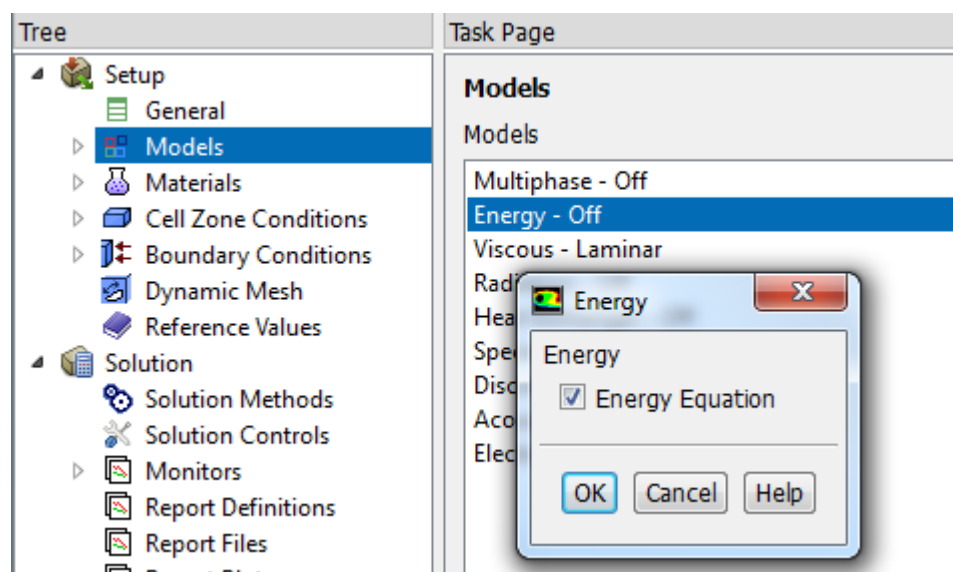 Tree
Setup
General
Models
Materials
Cell Zone Conditions
Boundary Conditions
Dynamic Mesh
Reference Values
Solution
Solution Methods
Solution Controls
Monitors
Report Definitions
Report Files
Task Page
Models
Models
Multiphase - Off
Energy - Off
Viscous - Laminar
Energy
Energy
Energy Equation
OK Cancel Help